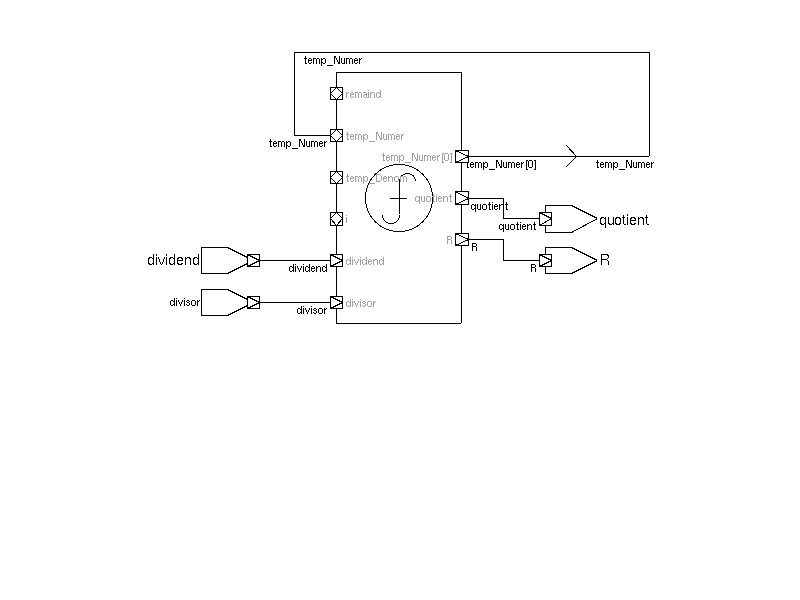 temp_Numer
remaind
temp_Numer
temp_Numer
temp_Numer[0]
temp_Numer[0]
temp_Numer
temp_Denom
quotient
quotient
quotient
quotient
i
R
R
R
R
dividend
dividend
dividend
divisor
divisor
divisor